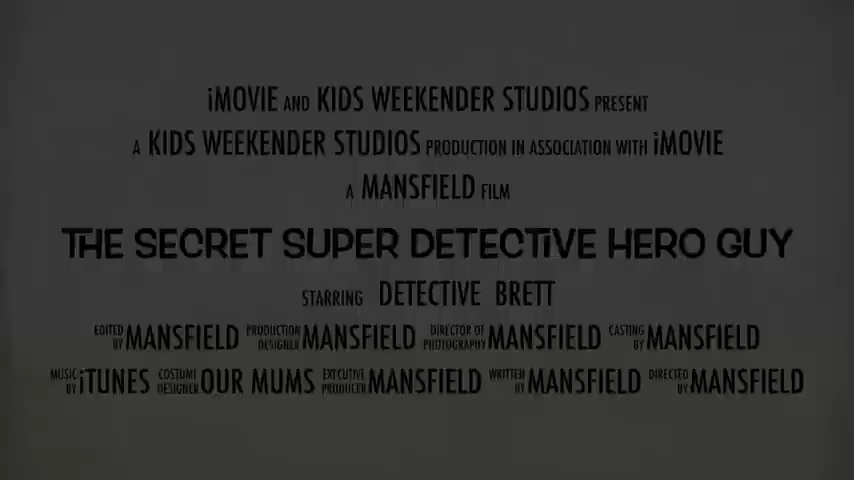 iMOVIE AND KIDS WEEKENDER STUDIOS PRESENT
A KIDS WEEKENDER STUDIOS PRODUCTION IN ASSOCIATION WITH iMOVIE
A MANSFIELD FILM
THE SECRET SUPER DETECTIVE HERO GUY
STARRING DETECTIVE BRETT
EDITED BY MANSFIELD PRODUCTION DESIGNER MANSFIELD DIRECTOR OF PHOTOGRAPHY MANSFIELD CASTING BY MANSFIELD
MUSIC BY iTUNES COSTUME DESIGNER OUR MUMS EXCUTIVE PRODUCER MANSFIELD WRITTEN BY MANSFIELD DIRECTED BY MANSFIELD